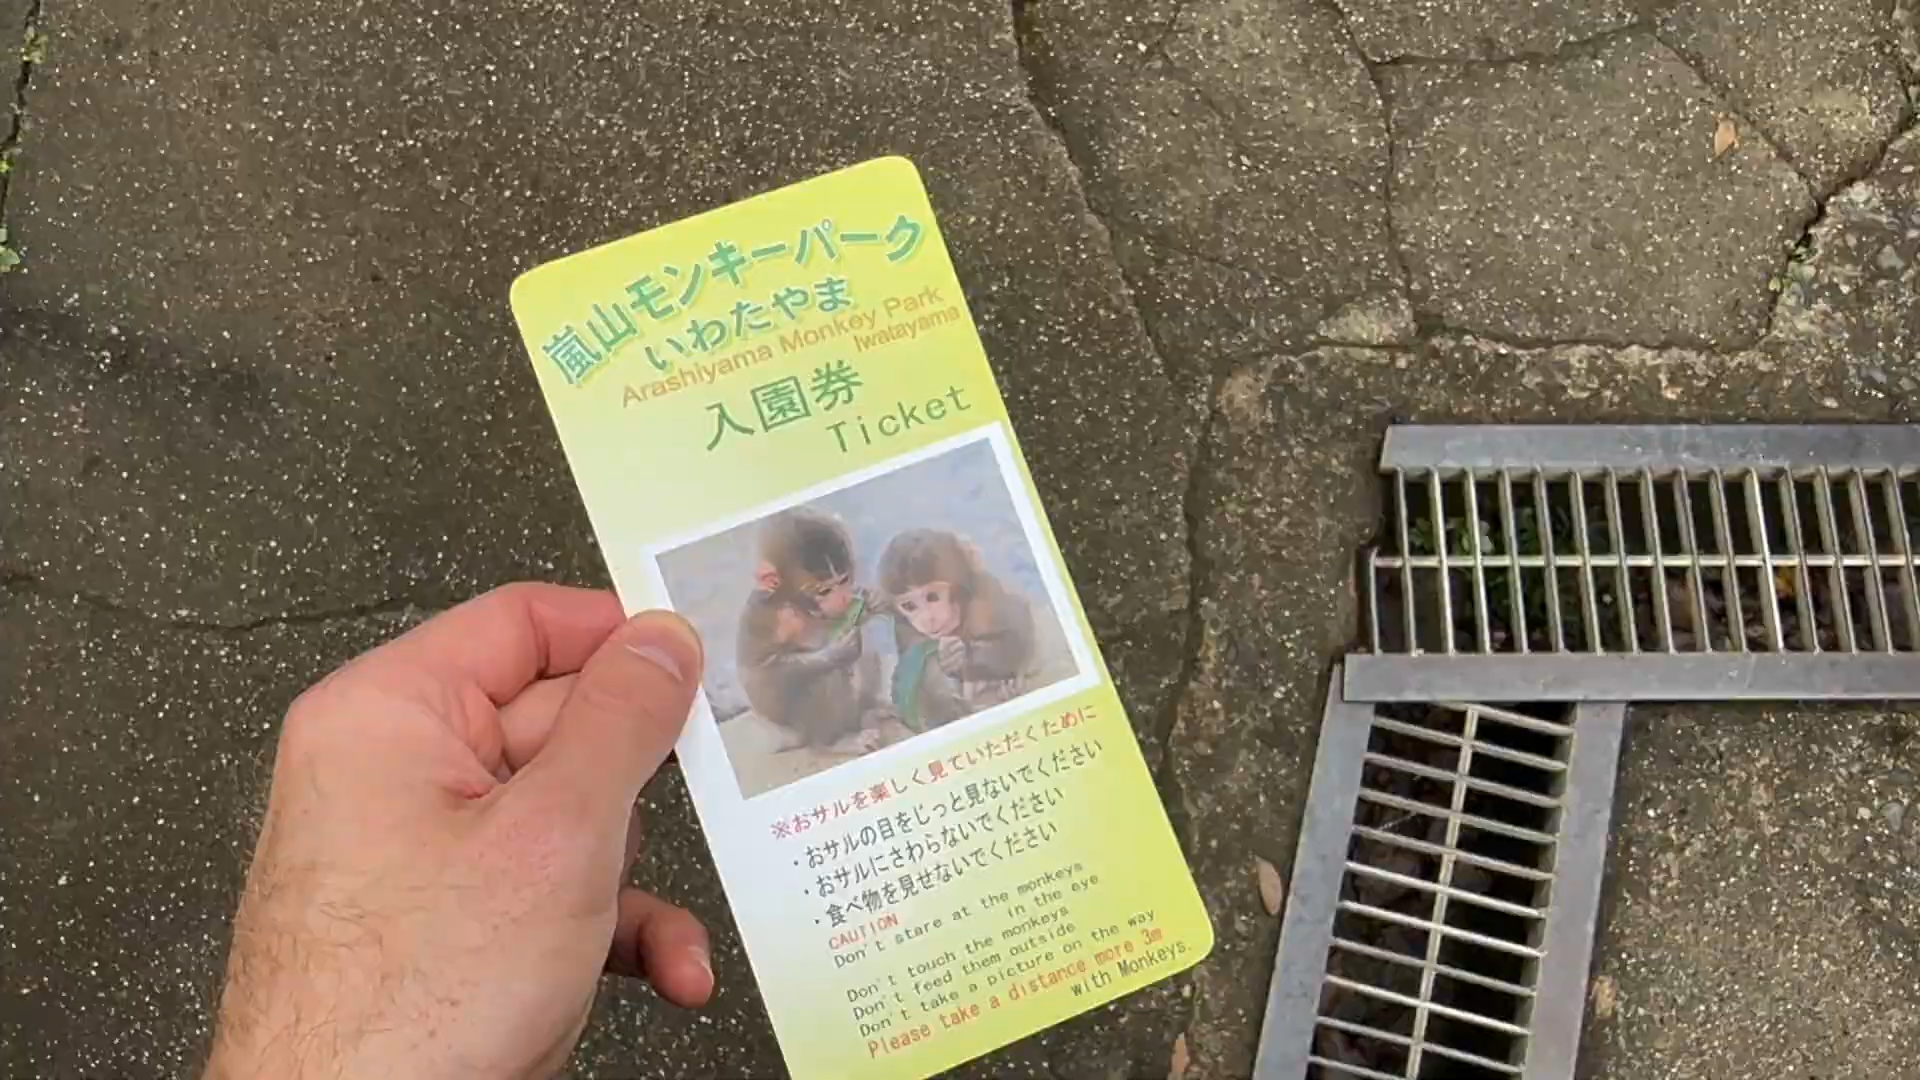 嵐山モンキーパーク
いわたやま
Arashiyama Monkey Park
Iwatayama
入園券
Ticket
※おサルを楽しく見ていただくために
・おサルの目をじっと見ないでください
・おサルにさわらないでください
・食べ物を見せないでください
CAUTION
Don't stare at the monkeys
in the eye
Don't touch the monkeys
Don't feed them outside
Don't take a picture on the way
Please take a distance more 3m
with Monkeys.